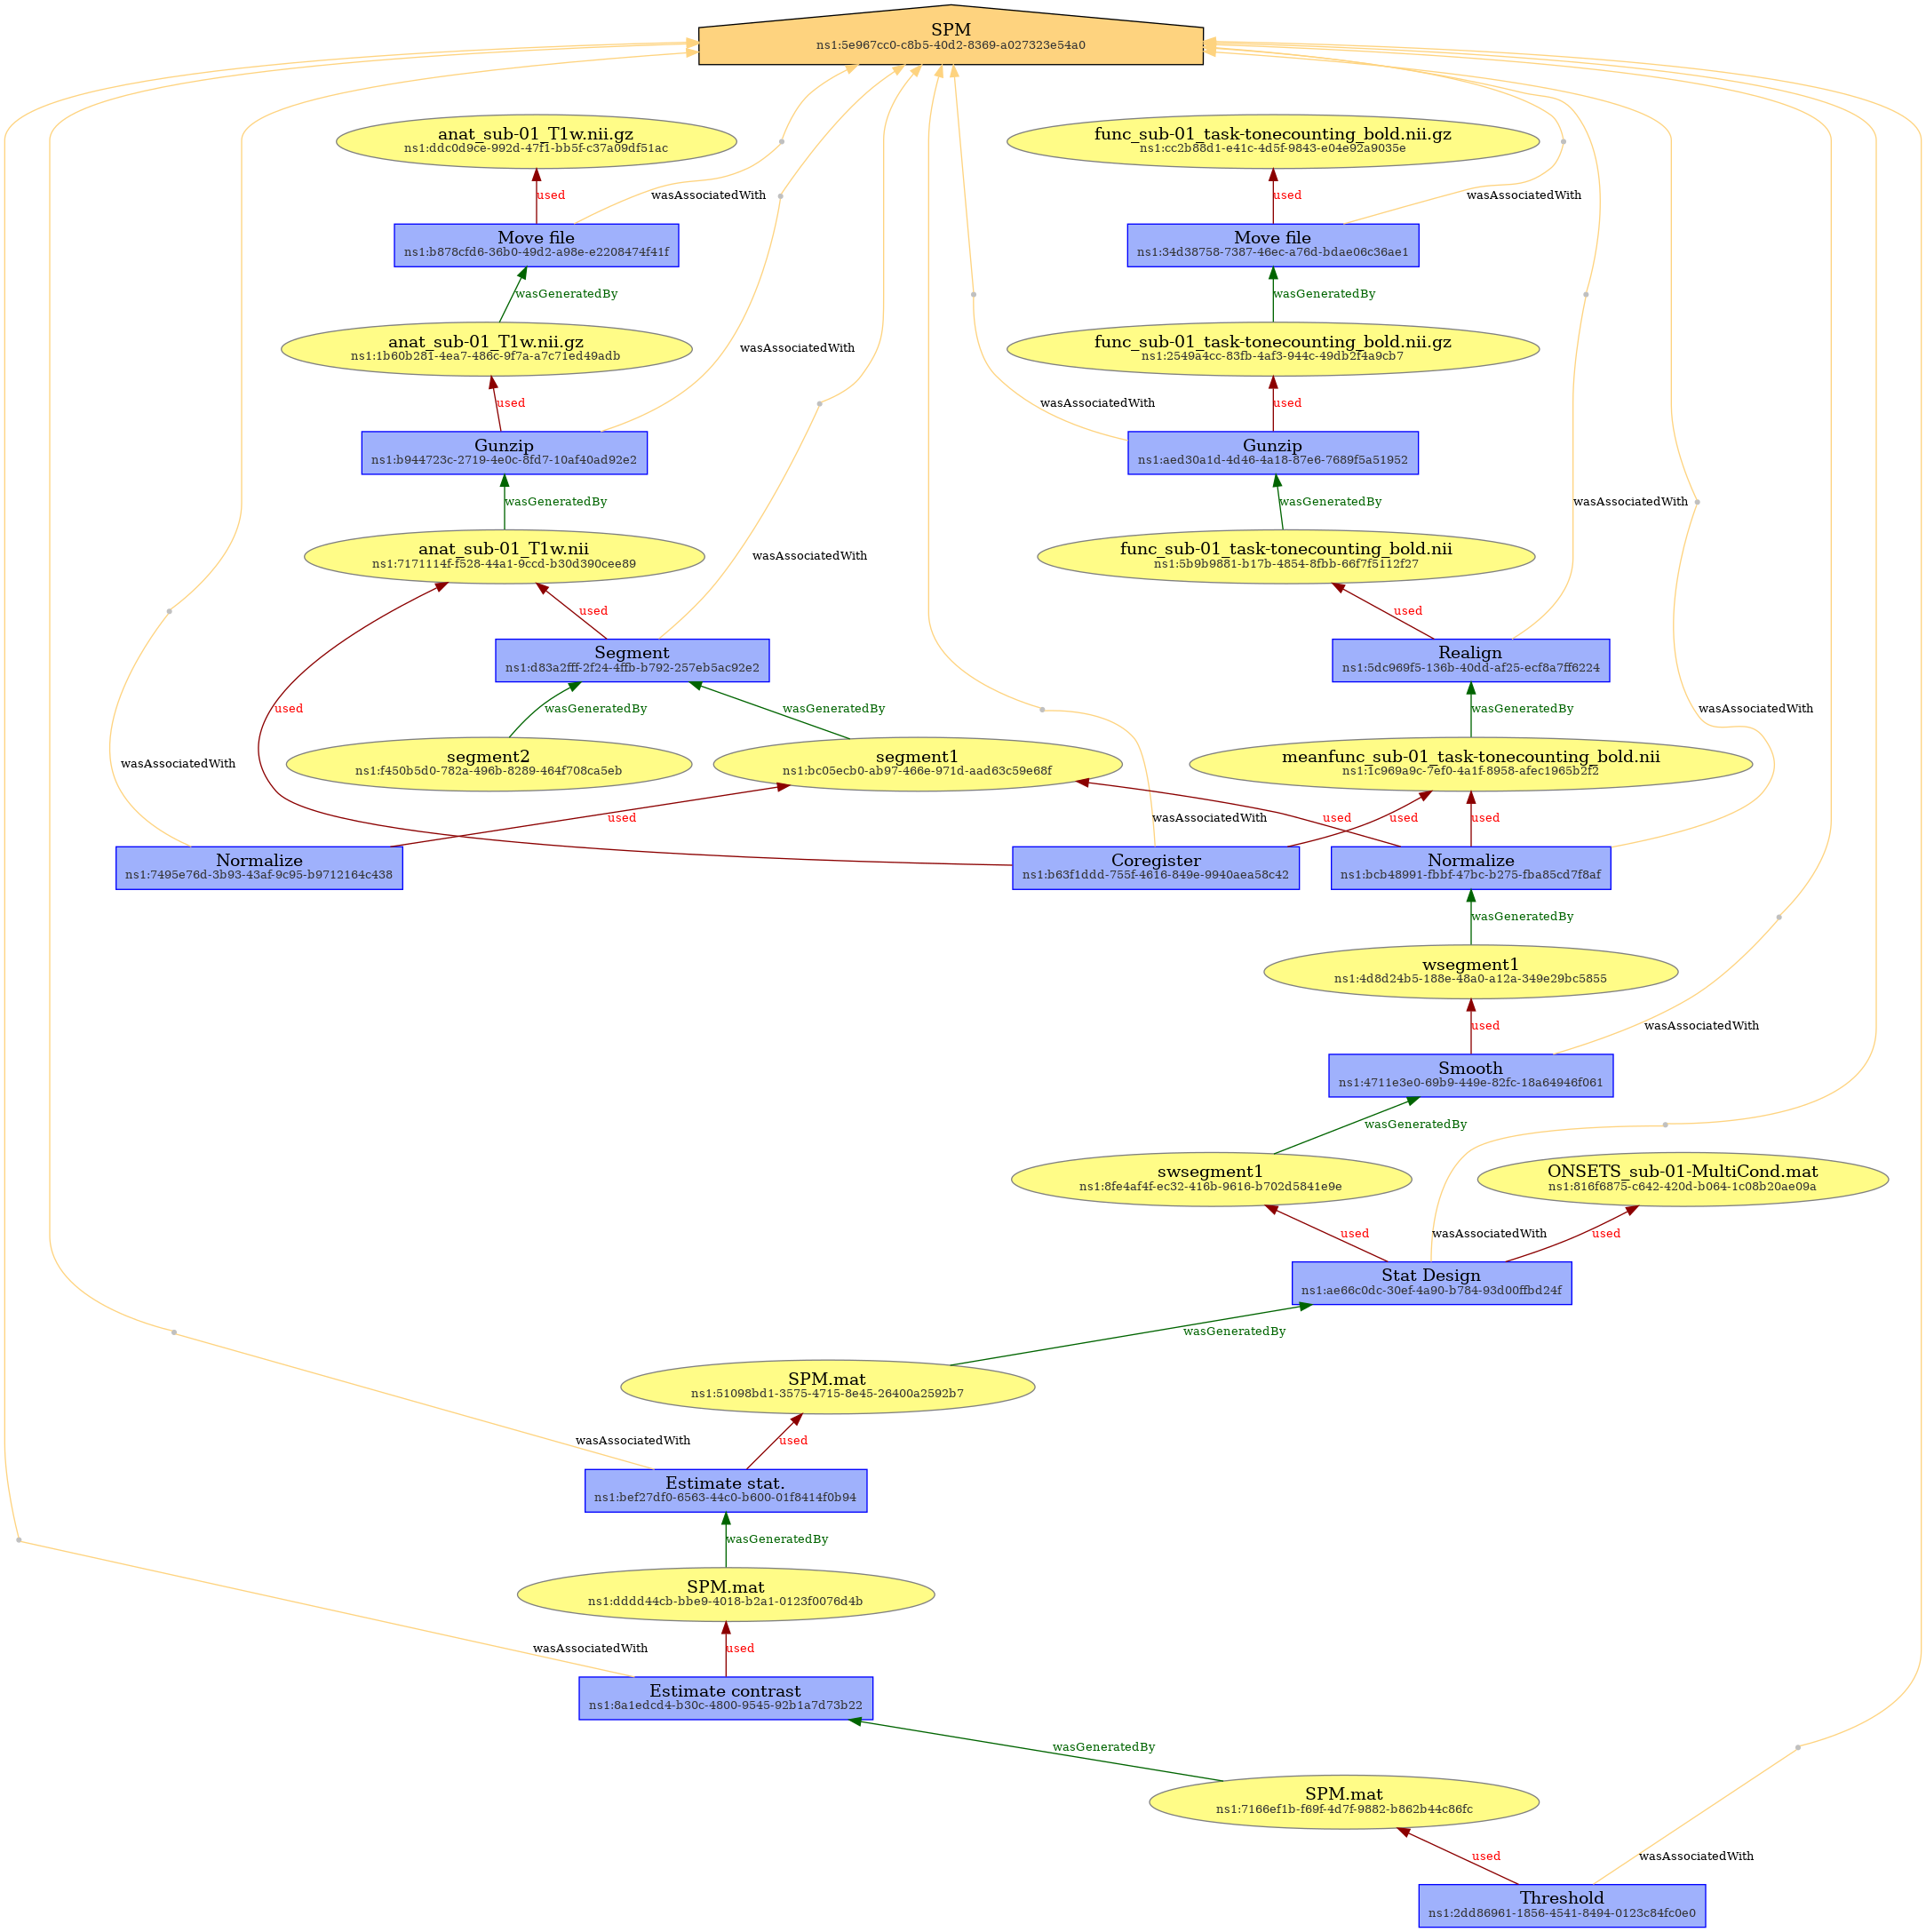 SPM
ns1:5e967cc0-c8b5-40d2-8369-a027323e54a0
anat_sub-01_T1w.nii.gz
ns1:ddc0d9ce-992d-47f1-bb5f-c37a09df51ac
func_sub-01_task-tonecounting_bold.nii.gz
ns1:cc2b88d1-e41c-4d5f-9843-e04e92a9035e
used
wasAssociatedWith
used
wasAssociatedWith
Move file
ns1:b878cfd6-36b0-49d2-a98e-e2208474f41f
Move file
ns1:34d38758-7387-46ec-a76d-bdae06c36ae1
wasGeneratedBy
wasGeneratedBy
anat_sub-01_T1w.nii.gz
ns1:1b60b281-4ea7-486c-9f7a-a7c71ed49adb
wasAssociatedWith
func_sub-01_task-tonecounting_bold.nii.gz
ns1:2549a4cc-83fb-4af3-944c-49db2f4a9cb7
used
wasAssociatedWith
used
Gunzip
ns1:b944723c-2719-4e0c-8fd7-10af40ad92e2
Gunzip
ns1:aed30a1d-4d46-4a18-87e6-7689f5a51952
wasGeneratedBy
wasGeneratedBy
wasAssociatedWith
anat_sub-01_T1w.nii
ns1:7171114f-f528-44a1-9ccd-b30d390cee89
wasAssociatedWith
func_sub-01_task-tonecounting_bold.nii
ns1:5b9b9881-b17b-4854-8fbb-66f7f5112f27
used
used
Segment
ns1:d83a2fff-2f24-4ffb-b792-257eb5ac92e2
Realign
ns1:5dc969f5-136b-40dd-af25-ecf8a7ff6224
used
wasGeneratedBy
wasGeneratedBy
wasGeneratedBy
wasAssociatedWith
wasAssociatedWith
segment2
ns1:f450b5d0-782a-496b-8289-464f708ca5eb
segment1
ns1:bc05ecb0-ab97-466e-971d-aad63c59e68f
meanfunc_sub-01_task-tonecounting_bold.nii
ns1:1c969a9c-7ef0-4a1f-8958-afec1965b2f2
used
wasAssociatedWith
used
used
used
Normalize
ns1:7495e76d-3b93-43af-9c95-b9712164c438
Coregister
ns1:b63f1ddd-755f-4616-849e-9940aea58c42
Normalize
ns1:bcb48991-fbbf-47bc-b275-fba85cd7f8af
wasGeneratedBy
wsegment1
ns1:4d8d24b5-188e-48a0-a12a-349e29bc5855
used
wasAssociatedWith
Smooth
ns1:4711e3e0-69b9-449e-82fc-18a64946f061
wasGeneratedBy
swsegment1
ns1:8fe4af4f-ec32-416b-9616-b702d5841e9e
ONSETS_sub-01-MultiCond.mat
ns1:816f6875-c642-420d-b064-1c08b20ae09a
used
wasAssociatedWith
used
Stat Design
ns1:ae66c0dc-30ef-4a90-b784-93d00ffbd24f
wasGeneratedBy
SPM.mat
ns1:51098bd1-3575-4715-8e45-26400a2592b7
wasAssociatedWith
used
Estimate stat.
ns1:bef27df0-6563-44c0-b600-01f8414f0b94
wasGeneratedBy
SPM.mat
ns1:dddd44cb-bbe9-4018-b2a1-0123f0076d4b
wasAssociatedWith
used
Estimate contrast
ns1:8a1edcd4-b30c-4800-9545-92b1a7d73b22
wasGeneratedBy
SPM.mat
ns1:7166ef1b-f69f-4d7f-9882-b862b44c86fc
used
wasAssociatedWith
Threshold
ns1:2dd86961-1856-4541-8494-0123c84fc0e0